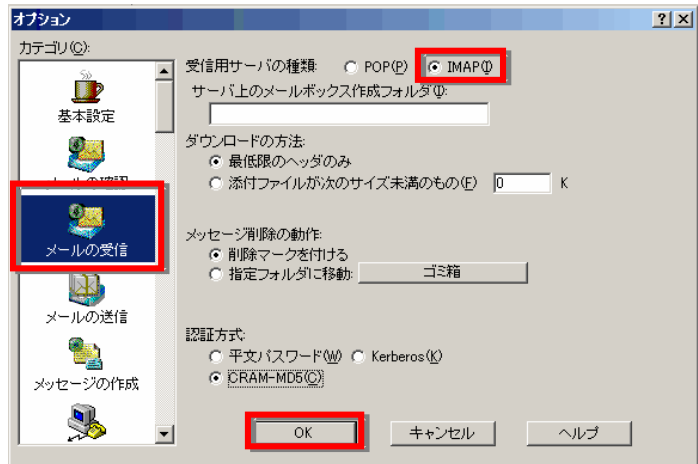 オプション
カテゴリ(C):
基本設定
メールの受信
メールの送信
メッセージの作成
受信用サーバの種類: POP(P) IMAP(I)
サーバ上のメールボックス作成フォルダ(I):
ダウンロードの方法:
最低限のヘッダのみ
添付ファイルが次のサイズ未満のもの(F) 0 K
メッセージ削除の動作:
削除マークを付ける
指定フォルダに移動: ゴミ箱
認証方式:
平文パスワード(W) Kerberos(K)
CRAM-MD5(C)
OK キャンセル ヘルプ